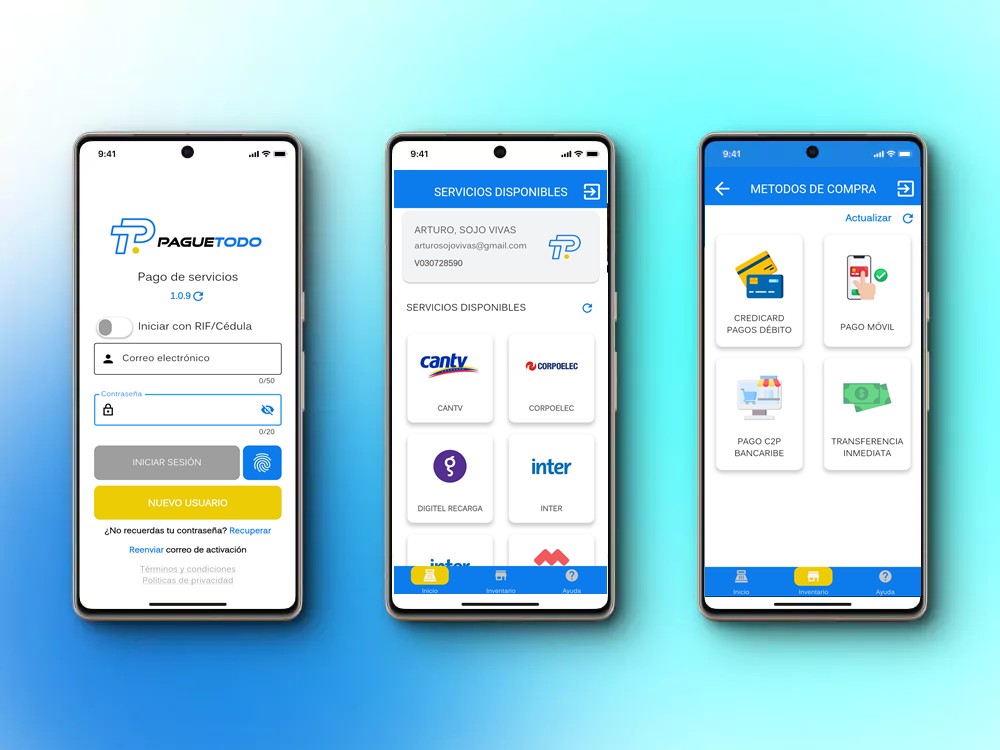 9:41
TP PAGUETODO
Pago de servicios
1.0.9
Iniciar con RIF/Cédula
Correo electrónico
0/50
Contraseña
0/20
INICIAR SESIÓN
NUEVO USUARIO
¿No recuerdas tu contraseña? Recuperar
Reenviar correo de activación
Términos y condiciones
Políticas de privacidad
9:41
SERVICIOS DISPONIBLES
ARTURO, SOJO VIVAS
arturosojovivas@gmail.com
V030728590
TP
SERVICIOS DISPONIBLES
cantv
CANTV
CORPOELEC
CORPOELEC
DIGITEL RECARGA
inter
INTER
inter
Inicio
Inventario
Ayuda
9:41
METODOS DE COMPRA
Actualizar
CREDICARD
PAGOS DÉBITO
PAGO MÓVIL
PAGO C2P
BANCARIBE
TRANSFERENCIA
INMEDIATA
Inicio
Inventario
Ayuda